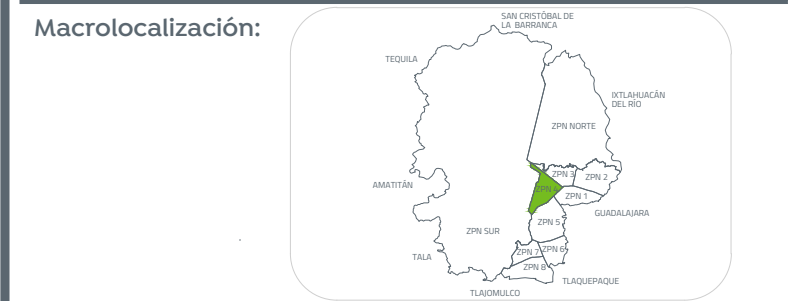 Macrolocalización:
SAN CRISTÓBAL DE
LA BARRANCA
TEQUILA
IXTLAHUACÁN
DEL RÍO
ZPN NORTE
ZPN 3
ZPN 2
AMATITÁN
ZPN 4
ZPN 1
GUADALAJARA
ZPN 5
ZPN SUR
ZPN 7
ZPN 6
TALA
ZPN 8
TLAQUEPAQUE
TLAJOMULCO